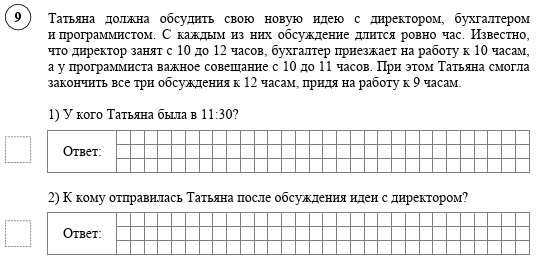 9
Татьяна должна обсудить свою новую идею с директором, бухгалтером
и программистом. С каждым из них обсуждение длится ровно час. Известно,
что директор занят с 10 до 12 часов, бухгалтер приезжает на работу к 10 часам,
а у программиста важное совещание с 10 до 11 часов. При этом Татьяна смогла
закончить все три обсуждения к 12 часам, придя на работу к 9 часам.
1) У кого Татьяна была в 11:30?
Ответ:
2) К кому отправилась Татьяна после обсуждения идеи с директором?
Ответ: